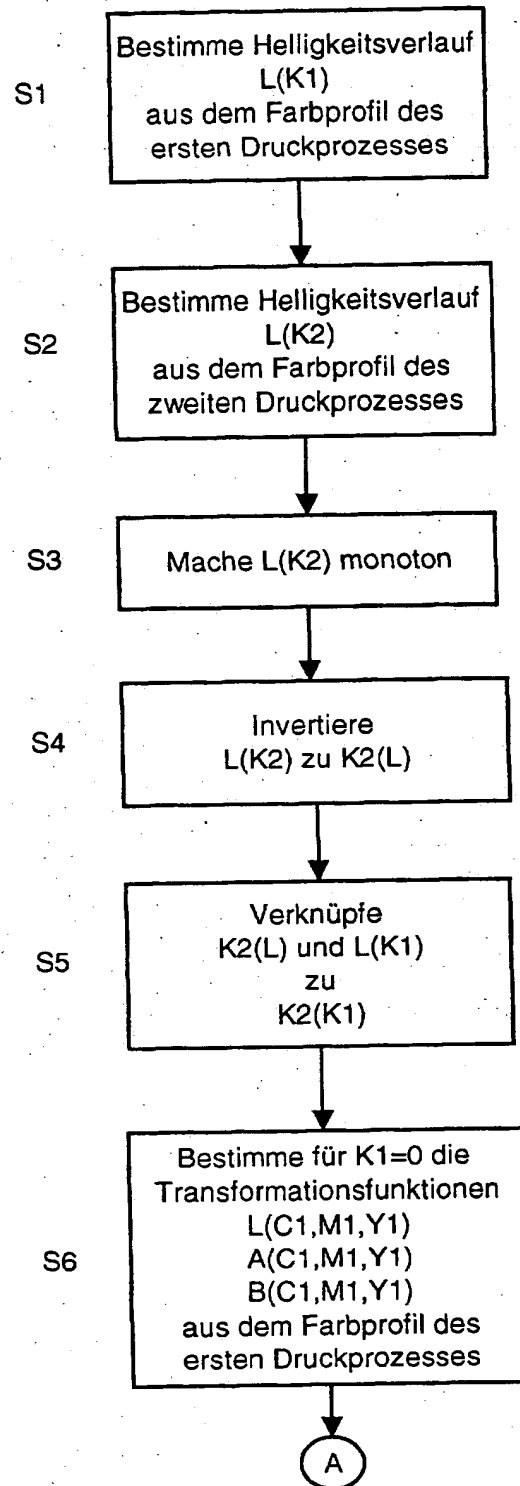 S1
Bestimme Helligkeitsverlauf
L(K1)
aus dem Farbprofil des
ersten Druckprozesses
S2
Bestimme Helligkeitsverlauf
L(K2)
aus dem Farbprofil des
zweiten Druckprozesses
S3
Mache L(K2) monoton
S4
Invertiere
L(K2) zu K2(L)
S5
Verknüpfe
K2(L) und L(K1)
zu
K2(K1)
S6
Bestimme für K1=0 die
Transformationsfunktionen
L(C1,M1,Y1)
A(C1,M1,Y1)
B(C1,M1,Y1)
aus dem Farbprofil des
ersten Druckprozesses
A